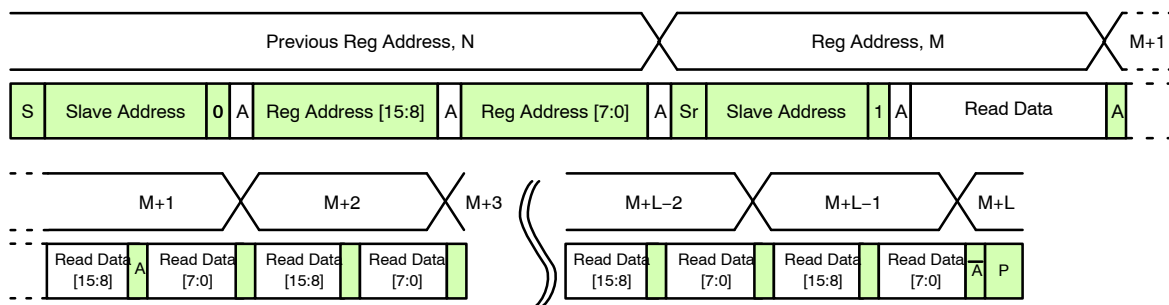 Previous Reg Address, N Reg Address, M M+1
S Slave Address 0 A Reg Address [15:8] A Reg Address [7:0] A Sr Slave Address 1 A Read Data A
M+1 M+2 M+3 M+L−2 M+L−1 M+L
Read Data [15:8] A Read Data [7:0] Read Data [15:8] Read Data [7:0] Read Data [15:8] Read Data [7:0] Read Data [15:8] Read Data [7:0] A̅ P